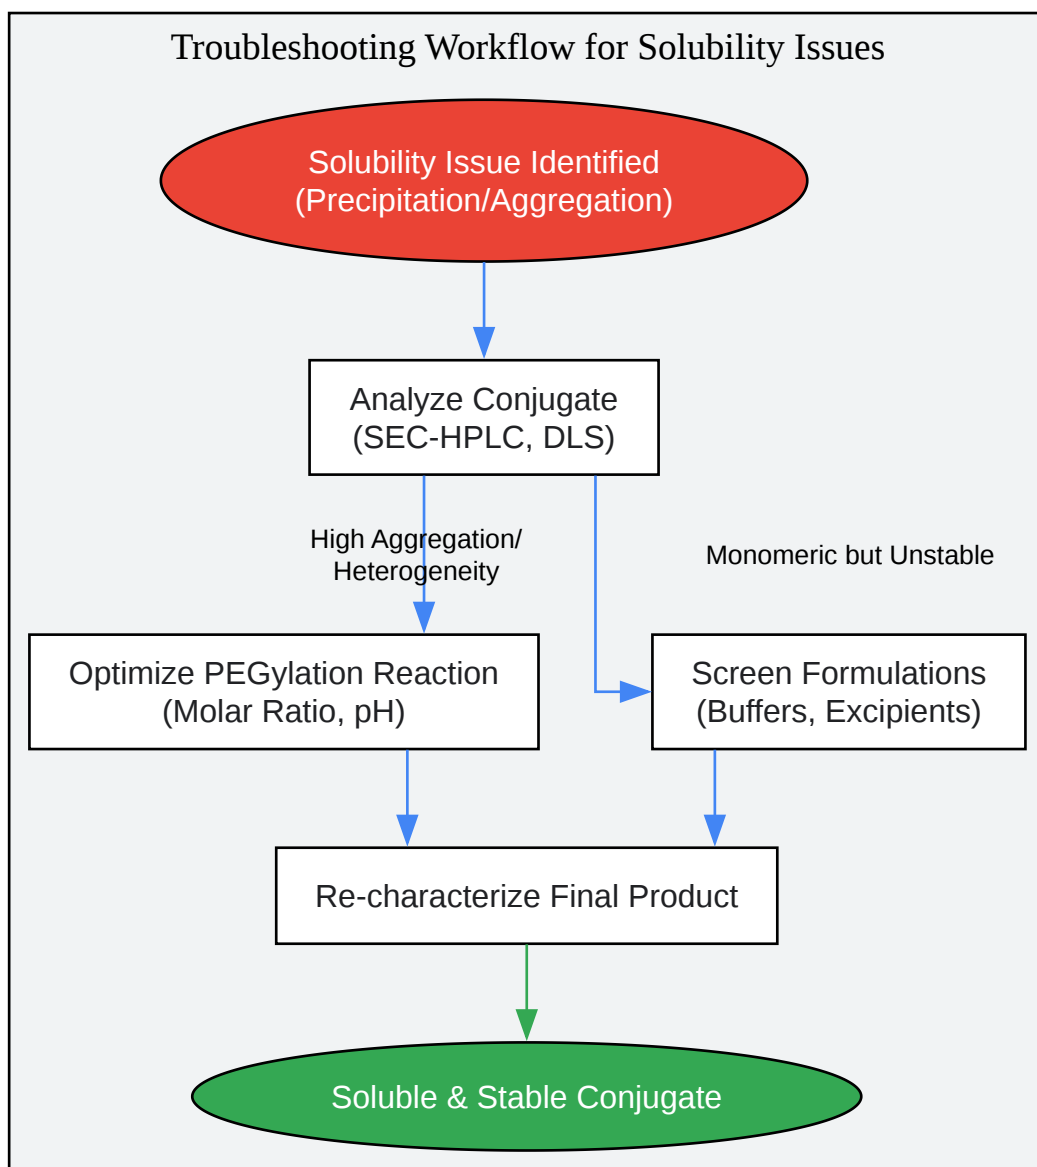 Troubleshooting Workflow for Solubility Issues
Solubility Issue Identified
(Precipitation/Aggregation)
Analyze Conjugate
(SEC-HPLC, DLS)
High Aggregation/
Heterogeneity
Monomeric but Unstable
Optimize PEGylation Reaction
(Molar Ratio, pH)
Screen Formulations
(Buffers, Excipients)
Re-characterize Final Product
Soluble & Stable Conjugate